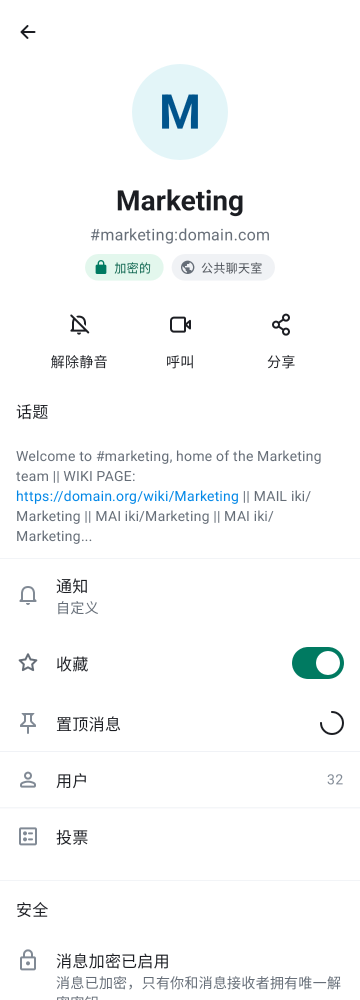 M
Marketing
#marketing:domain.com
加密的 公共聊天室
解除静音 呼叫 分享
话题
Welcome to #marketing, home of the Marketing
team || WIKI PAGE:
https://domain.org/wiki/Marketing || MAIL iki/
Marketing || MAI iki/Marketing || MAI iki/
Marketing...
通知
自定义
收藏
置顶消息
用户 32
投票
安全
消息加密已启用
消息已加密，只有你和消息接收者拥有唯一解